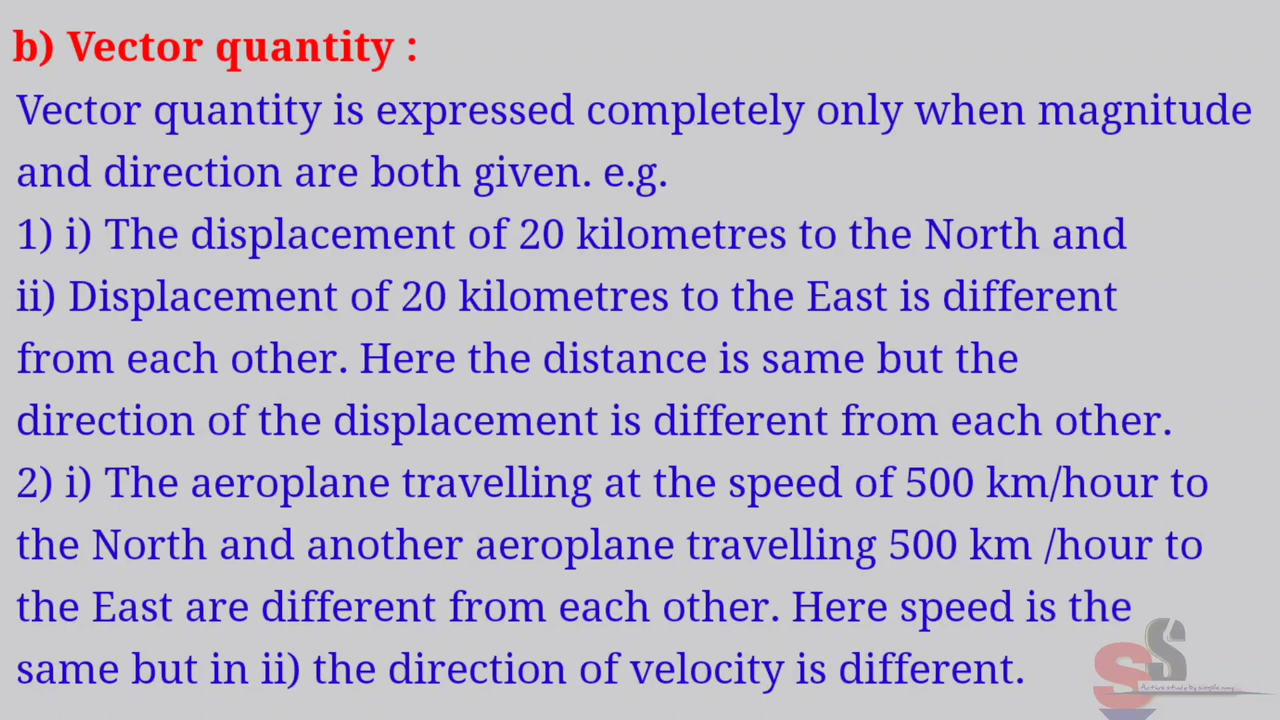 b) Vector quantity :
Vector quantity is expressed completely only when magnitude
and direction are both given. e.g.
1) i) The displacement of 20 kilometres to the North and
ii) Displacement of 20 kilometres to the East is different
from each other. Here the distance is same but the
direction of the displacement is different from each other.
2) i) The aeroplane travelling at the speed of 500 km/hour to
the North and another aeroplane travelling 500 km /hour to
the East are different from each other. Here speed is the
same but in ii) the direction of velocity is different.
SS